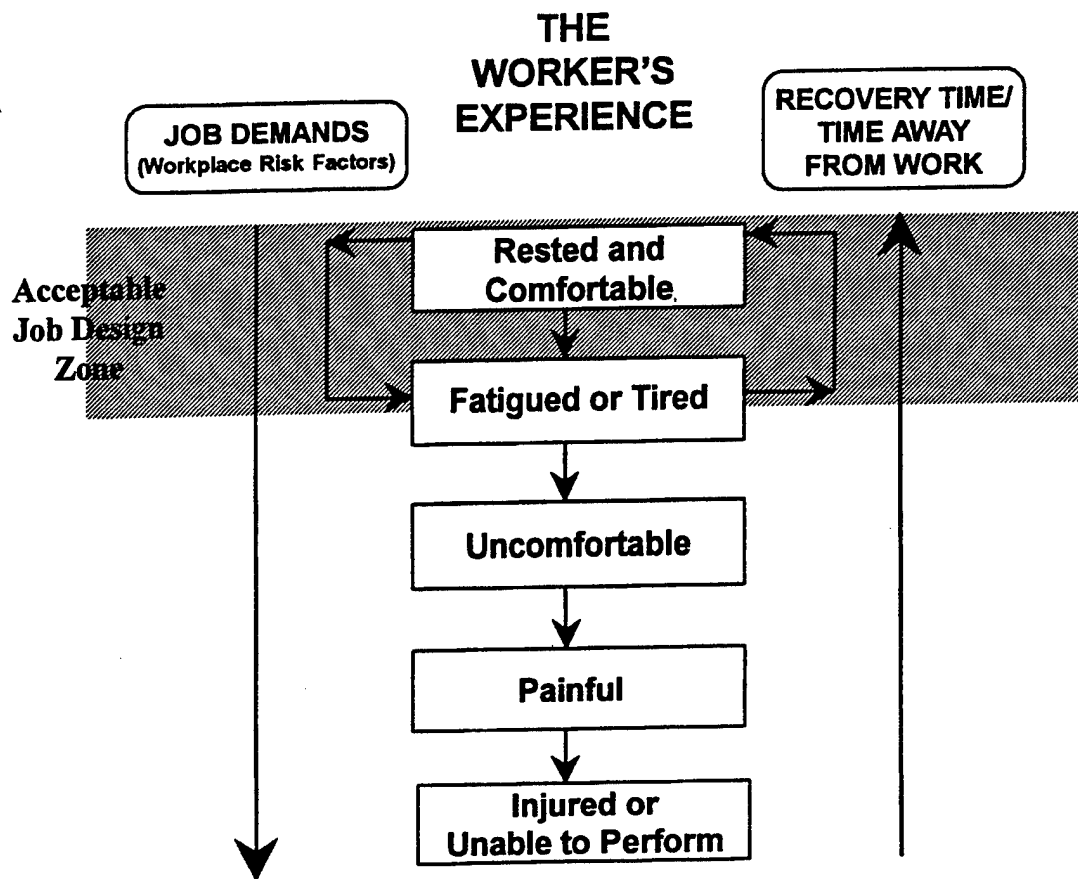 THE
WORKER'S
EXPERIENCE
JOB DEMANDS
(Workplace Risk Factors)
RECOVERY TIME/
TIME AWAY
FROM WORK
Acceptable
Job Design
Zone
Rested and
Comfortable.
Fatigued or Tired
Uncomfortable
Painful
Injured or
Unable to Perform